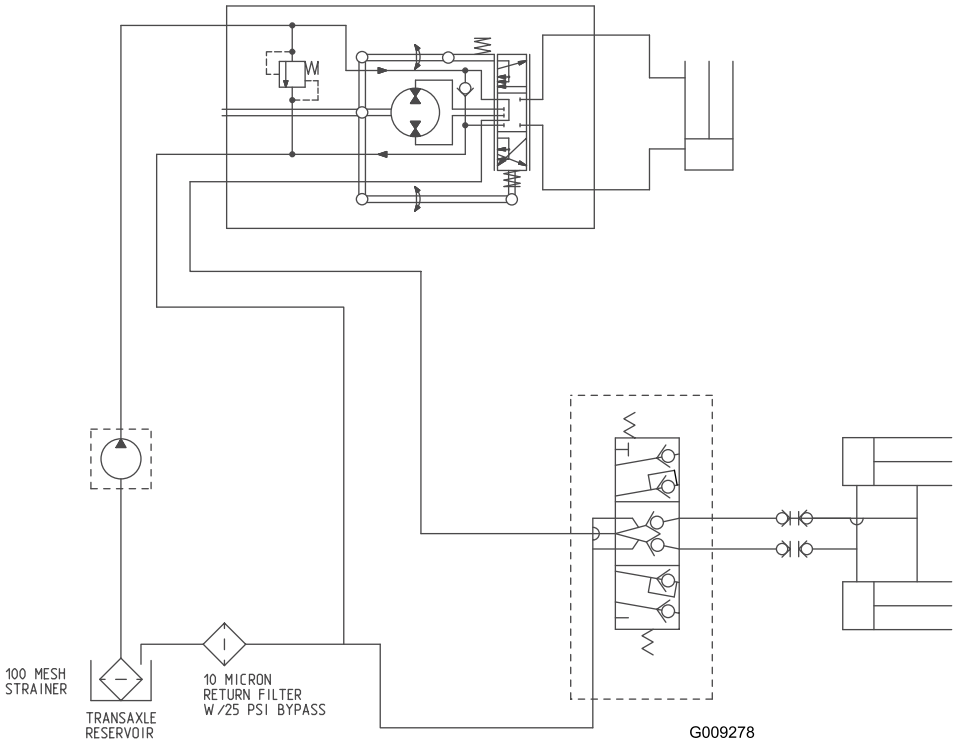 100 MESH
STRAINER
TRANSAXLE
RESERVOIR
10 MICRON
RETURN FILTER
W/25 PSI BYPASS
G009278